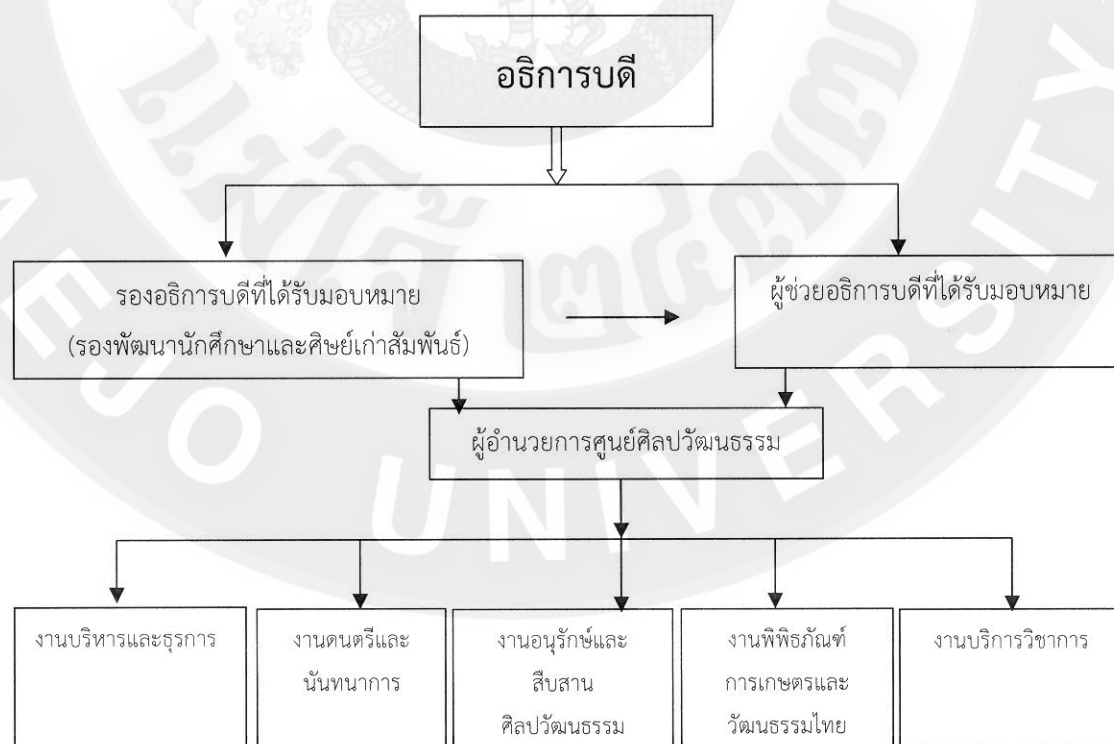 อธิการบดี
รองอธิการบดีที่ได้รับมอบหมาย
(รองพัฒนานักศึกษาและศิษย์เก่าสัมพันธ์)
ผู้ช่วยอธิการบดีที่ได้รับมอบหมาย
ผู้อำนวยการศูนย์ศิลปวัฒนธรรม
งานบริหารและธุรการ
งานดนตรีและ
นันทนาการ
งานอนุรักษ์และ
สืบสาน
ศิลปวัฒนธรรม
งานพิพิธภัณฑ์
การเกษตรและ
วัฒนธรรมไทย
งานบริการวิชาการ
แม่โจ้ ๒๔๗๗
AEJO UNIVERSITY